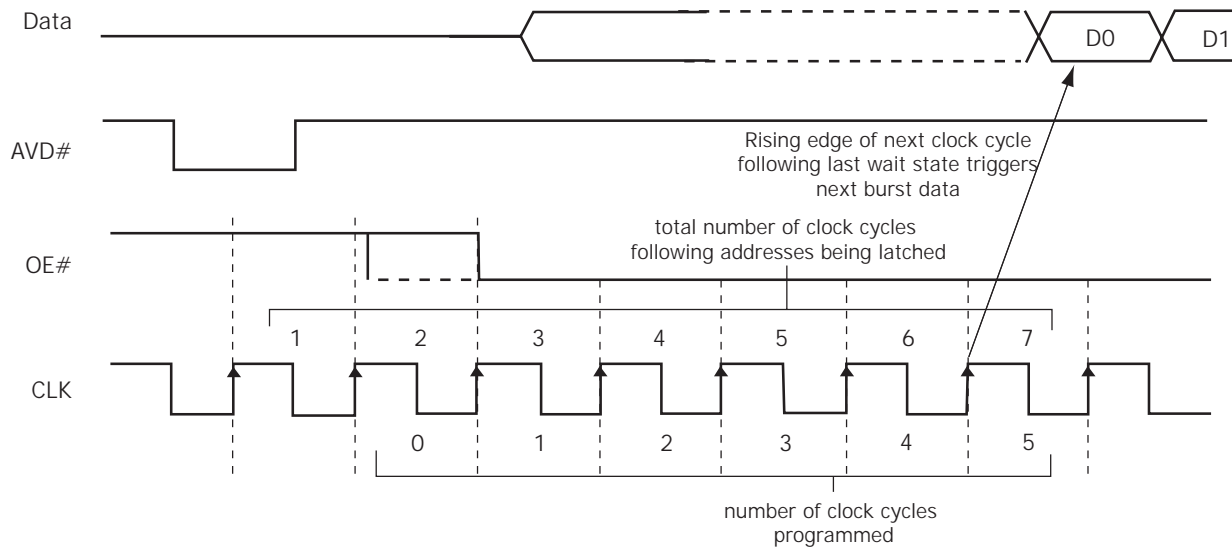 Data
D0
D1
AVD#
Rising edge of next clock cycle
following last wait state triggers
next burst data
total number of clock cycles
following addresses being latched
OE#
1 2 3 4 5 6 7
CLK
0 1 2 3 4 5
number of clock cycles
programmed